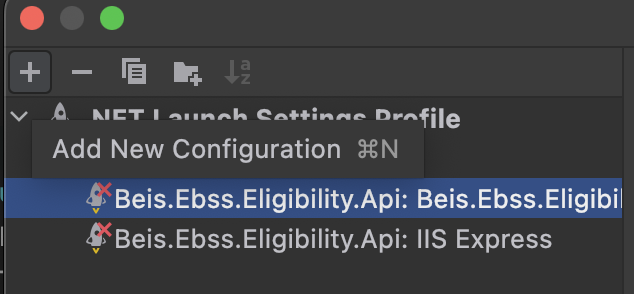 .NET Launch Settings Profile
Add New Configuration ⌘N
Beis.Ebss.Eligibility.Api: Beis.Ebss.Eligibil
Beis.Ebss.Eligibility.Api: IIS Express